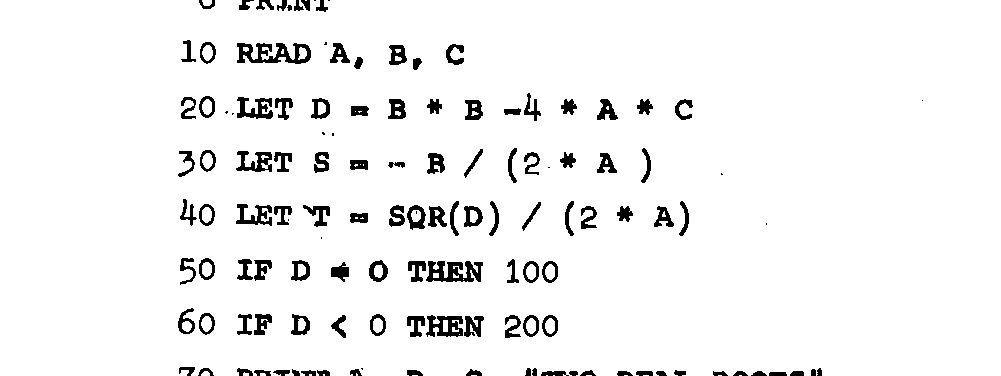 PRINT
10 READ A, B, C
20 LET D = B * B -4 * A * C
30 LET S = - B / (2 * A )
40 LET T = SQR(D) / (2 * A)
50 IF D = 0 THEN 100
60 IF D < 0 THEN 200